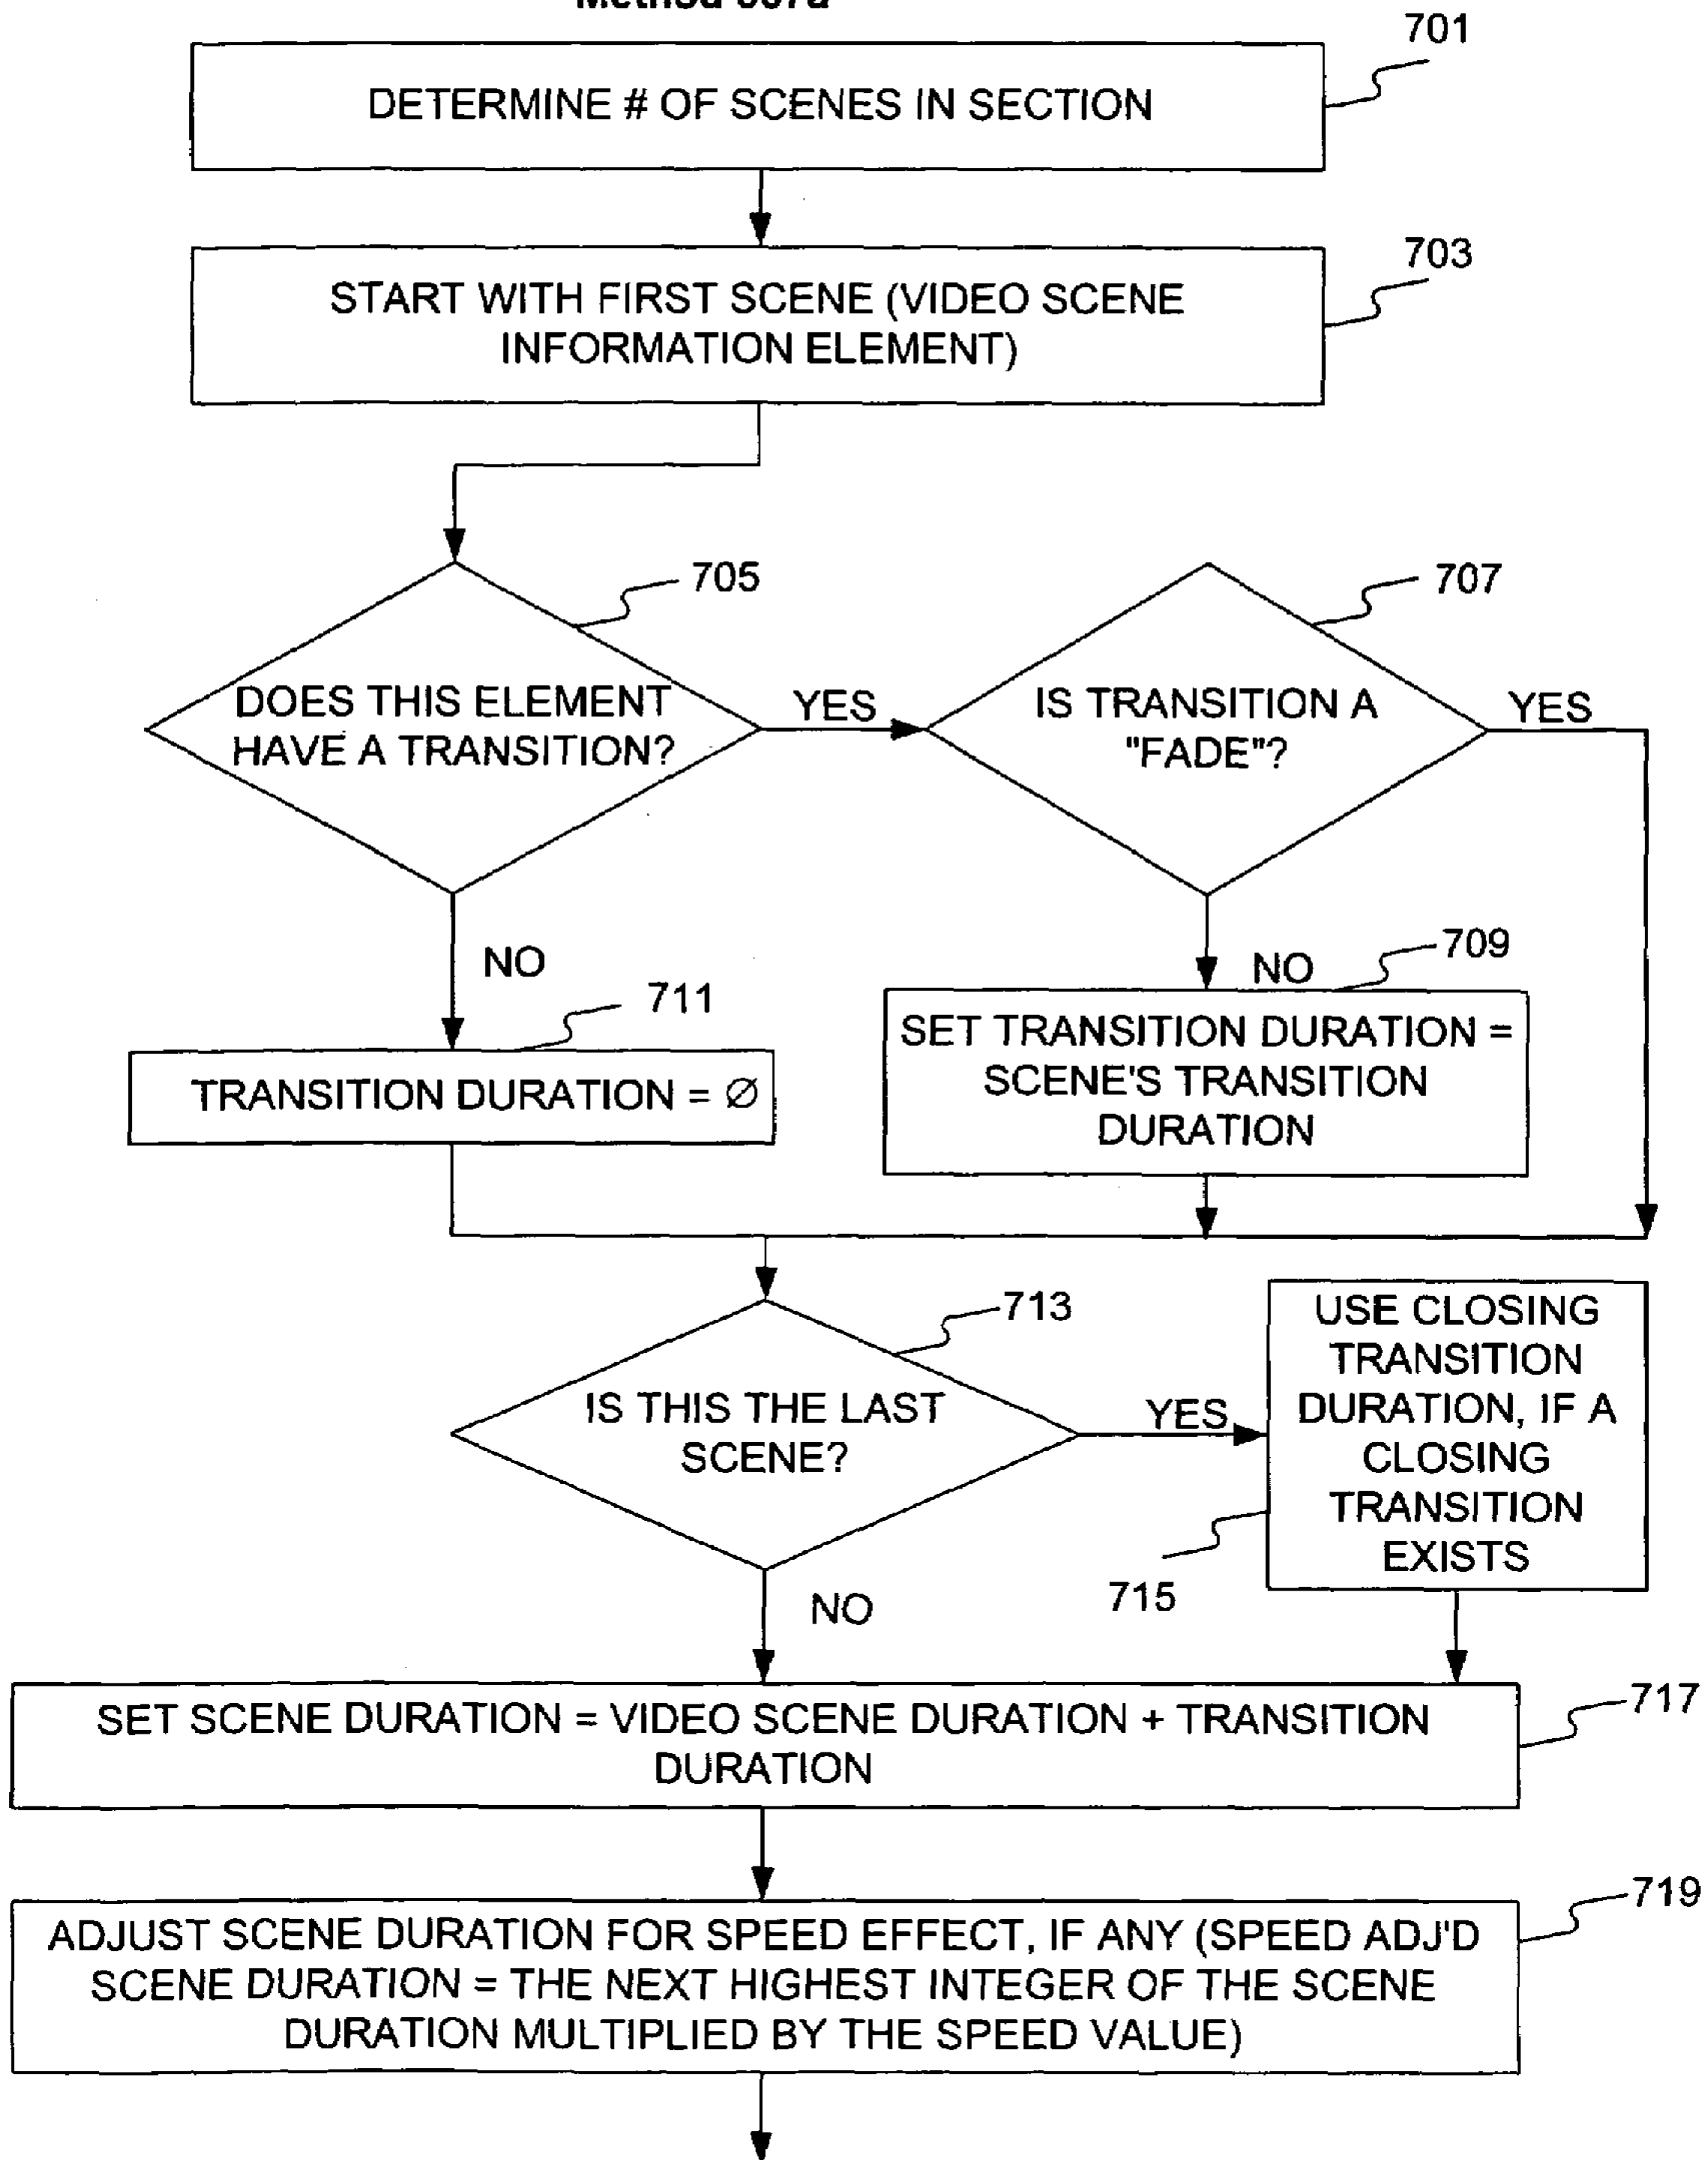 701
DETERMINE # OF SCENES IN SECTION
703
START WITH FIRST SCENE (VIDEO SCENE
INFORMATION ELEMENT)
705
707
DOES THIS ELEMENT
HAVE A TRANSITION?
YES
IS TRANSITION A
"FADE"?
YES
NO
NO
709
711
SET TRANSITION DURATION =
SCENE'S TRANSITION
DURATION
TRANSITION DURATION = ∅
713
IS THIS THE LAST
SCENE?
YES
USE CLOSING
TRANSITION
DURATION, IF A
CLOSING
TRANSITION
EXISTS
715
NO
717
SET SCENE DURATION = VIDEO SCENE DURATION + TRANSITION
DURATION
719
ADJUST SCENE DURATION FOR SPEED EFFECT, IF ANY (SPEED ADJ'D
SCENE DURATION = THE NEXT HIGHEST INTEGER OF THE SCENE
DURATION MULTIPLIED BY THE SPEED VALUE)